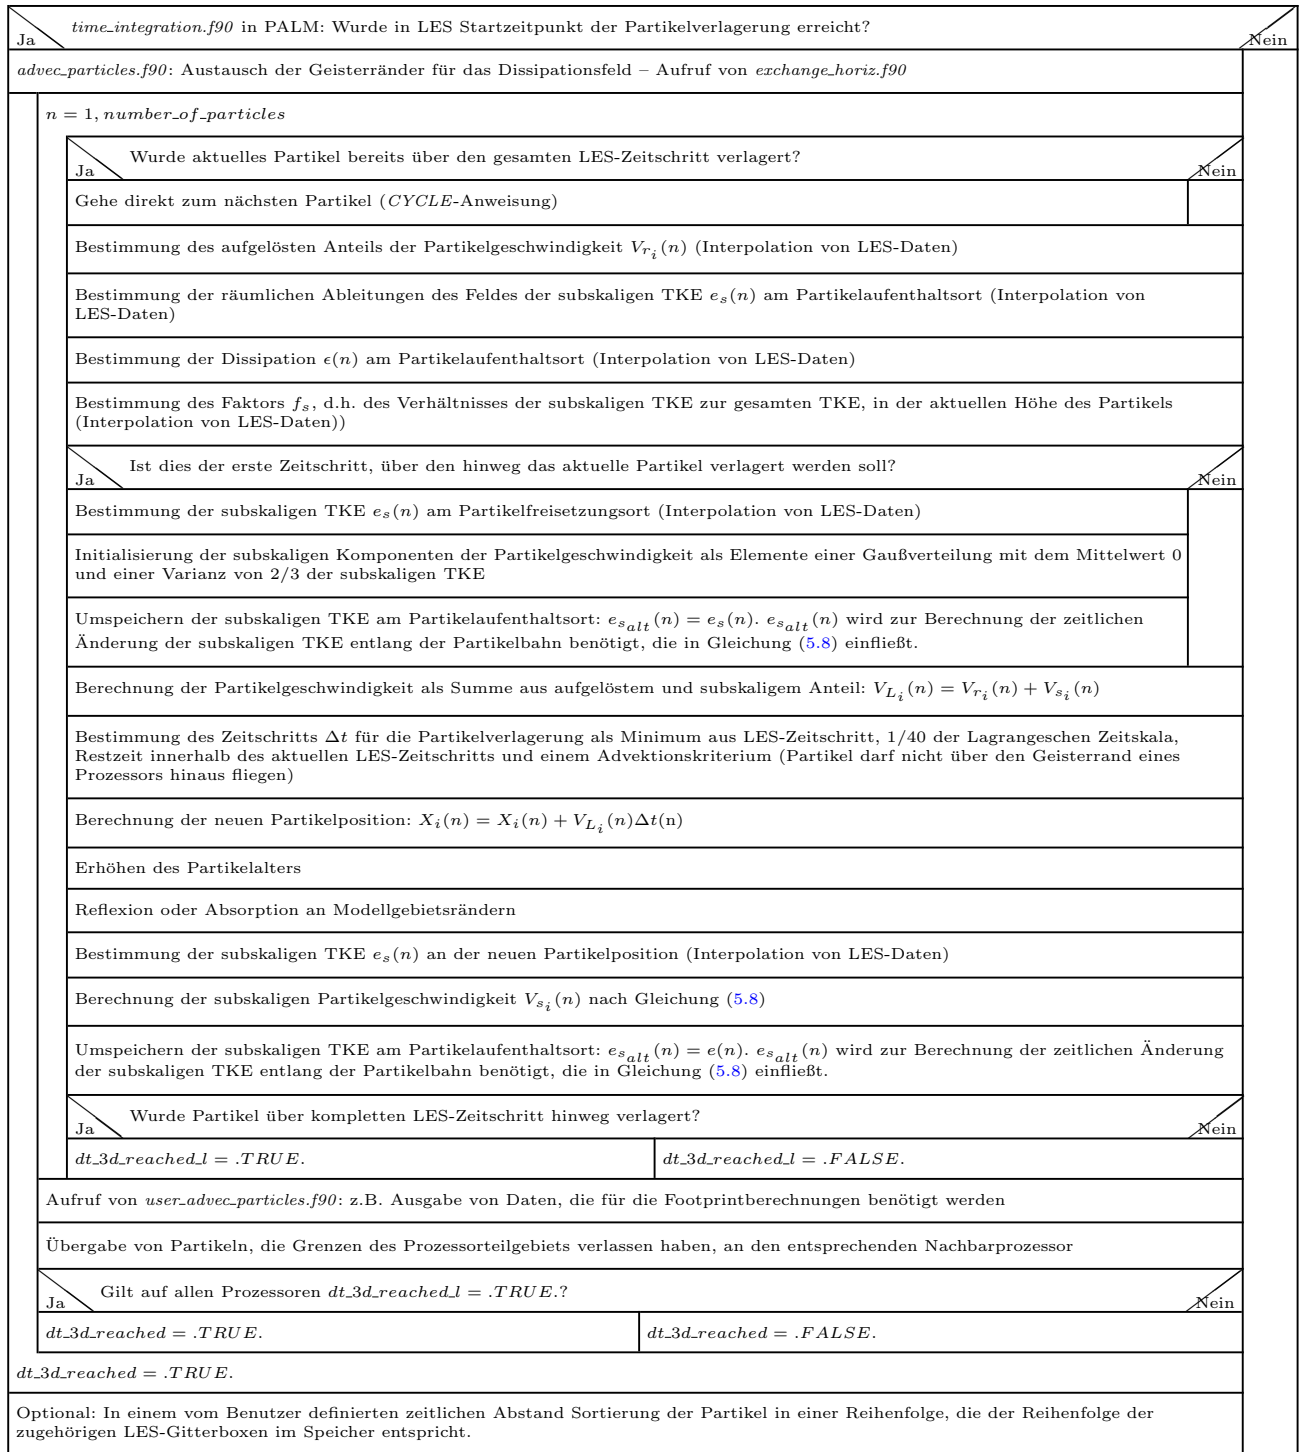 time_integration.f90 in PALM: Wurde in LES Startzeitpunkt der Partikelverlagerung erreicht?
Ja
Nein
advec_particles.f90: Austausch der Geisterränder für das Dissipationsfeld – Aufruf von exchange_horiz.f90
n = 1, number_of_particles
Wurde aktuelles Partikel bereits über den gesamten LES-Zeitschritt verlagert?
Ja
Nein
Gehe direkt zum nächsten Partikel (CYCLE-Anweisung)
Bestimmung des aufgelösten Anteils der Partikelgeschwindigkeit V_{r_i}(n) (Interpolation von LES-Daten)
Bestimmung der räumlichen Ableitungen des Feldes der subskaligen TKE e_s(n) am Partikelaufenthaltsort (Interpolation von
LES-Daten)
Bestimmung der Dissipation ϵ(n) am Partikelaufenthaltsort (Interpolation von LES-Daten)
Bestimmung des Faktors f_s, d.h. des Verhältnisses der subskaligen TKE zur gesamten TKE, in der aktuellen Höhe des Partikels
(Interpolation von LES-Daten))
Ist dies der erste Zeitschritt, über den hinweg das aktuelle Partikel verlagert werden soll?
Ja
Nein
Bestimmung der subskaligen TKE e_s(n) am Partikelfreisetzungsort (Interpolation von LES-Daten)
Initialisierung der subskaligen Komponenten der Partikelgeschwindigkeit als Elemente einer Gaußverteilung mit dem Mittelwert 0
und einer Varianz von 2/3 der subskaligen TKE
Umspeichern der subskaligen TKE am Partikelaufenthaltsort: e_{s_{alt}}(n) = e_s(n). e_{s_{alt}}(n) wird zur Berechnung der zeitlichen
Änderung der subskaligen TKE entlang der Partikelbahn benötigt, die in Gleichung (5.8) einfließt.
Berechnung der Partikelgeschwindigkeit als Summe aus aufgelöstem und subskaligem Anteil: V_{L_i}(n) = V_{r_i}(n) + V_{s_i}(n)
Bestimmung des Zeitschritts Δt für die Partikelverlagerung als Minimum aus LES-Zeitschritt, 1/40 der Lagrangeschen Zeitskala,
Restzeit innerhalb des aktuellen LES-Zeitschritts und einem Advektionskriterium (Partikel darf nicht über den Geisterrand eines
Prozessors hinaus fliegen)
Berechnung der neuen Partikelposition: X_i(n) = X_i(n) + V_{L_i}(n)Δt(n)
Erhöhen des Partikelalters
Reflexion oder Absorption an Modellgebietsrändern
Bestimmung der subskaligen TKE e_s(n) an der neuen Partikelposition (Interpolation von LES-Daten)
Berechnung der subskaligen Partikelgeschwindigkeit V_{s_i}(n) nach Gleichung (5.8)
Umspeichern der subskaligen TKE am Partikelaufenthaltsort: e_{s_{alt}}(n) = e(n). e_{s_{alt}}(n) wird zur Berechnung der zeitlichen Änderung
der subskaligen TKE entlang der Partikelbahn benötigt, die in Gleichung (5.8) einfließt.
Wurde Partikel über kompletten LES-Zeitschritt hinweg verlagert?
Ja
Nein
dt_3d_reached_l = .TRUE.
dt_3d_reached_l = .FALSE.
Aufruf von user_advec_particles.f90: z.B. Ausgabe von Daten, die für die Footprintberechnungen benötigt werden
Übergabe von Partikeln, die Grenzen des Prozessorteilgebiets verlassen haben, an den entsprechenden Nachbarprozessor
Gilt auf allen Prozessoren dt_3d_reached_l = .TRUE.?
Ja
Nein
dt_3d_reached = .TRUE.
dt_3d_reached = .FALSE.
dt_3d_reached = .TRUE.
Optional: In einem vom Benutzer definierten zeitlichen Abstand Sortierung der Partikel in einer Reihenfolge, die der Reihenfolge der
zugehörigen LES-Gitterboxen im Speicher entspricht.